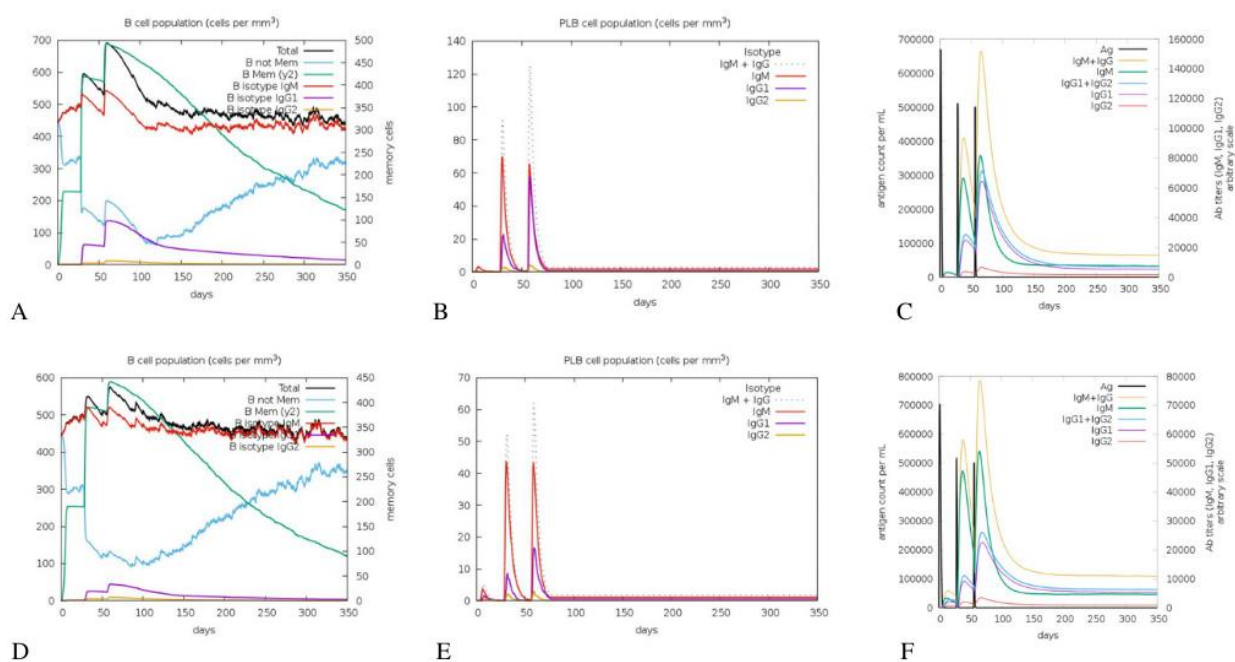 B cell population (cells per mm³)
700
600
500
400
300
200
100
0
Total
B not Mem
B Mem (y2)
B isotype IgM
B isotype IgG1
B isotype IgG2
500
450
400
350
300
250
200
150
100
50
0
memory cells
0 50 100 150 200 250 300 350
days
A
PLB cell population (cells per mm³)
140
120
100
80
60
40
20
0
Isotype
IgM + IgG
IgM
IgG1
IgG2
0 50 100 150 200 250 300 350
days
B
antigen count per mL
700000
600000
500000
400000
300000
200000
100000
0
Ag
IgM+IgG
IgM
IgG1+IgG2
IgG1
IgG2
160000
140000
120000
100000
80000
60000
40000
20000
0
Ab titers (IgM, IgG1, IgG2)
arbitrary scale
0 50 100 150 200 250 300 350
days
C
B cell population (cells per mm³)
600
500
400
300
200
100
0
Total
B not Mem
B Mem (y2)
B isotype IgM
B isotype
B isotype IgG2
450
400
350
300
250
200
150
100
50
0
memory cells
0 50 100 150 200 250 300 350
days
D
PLB cell population (cells per mm³)
70
60
50
40
30
20
10
0
Isotype
IgM + IgG
IgM
IgG1
IgG2
0 50 100 150 200 250 300 350
days
E
antigen count per mL
800000
700000
600000
500000
400000
300000
200000
100000
0
Ag
IgM+IgG
IgM
IgG1+IgG2
IgG1
IgG2
80000
70000
60000
50000
40000
30000
20000
10000
0
Ab titers (IgM, IgG1, IgG2)
arbitrary scale
0 50 100 150 200 250 300 350
days
F